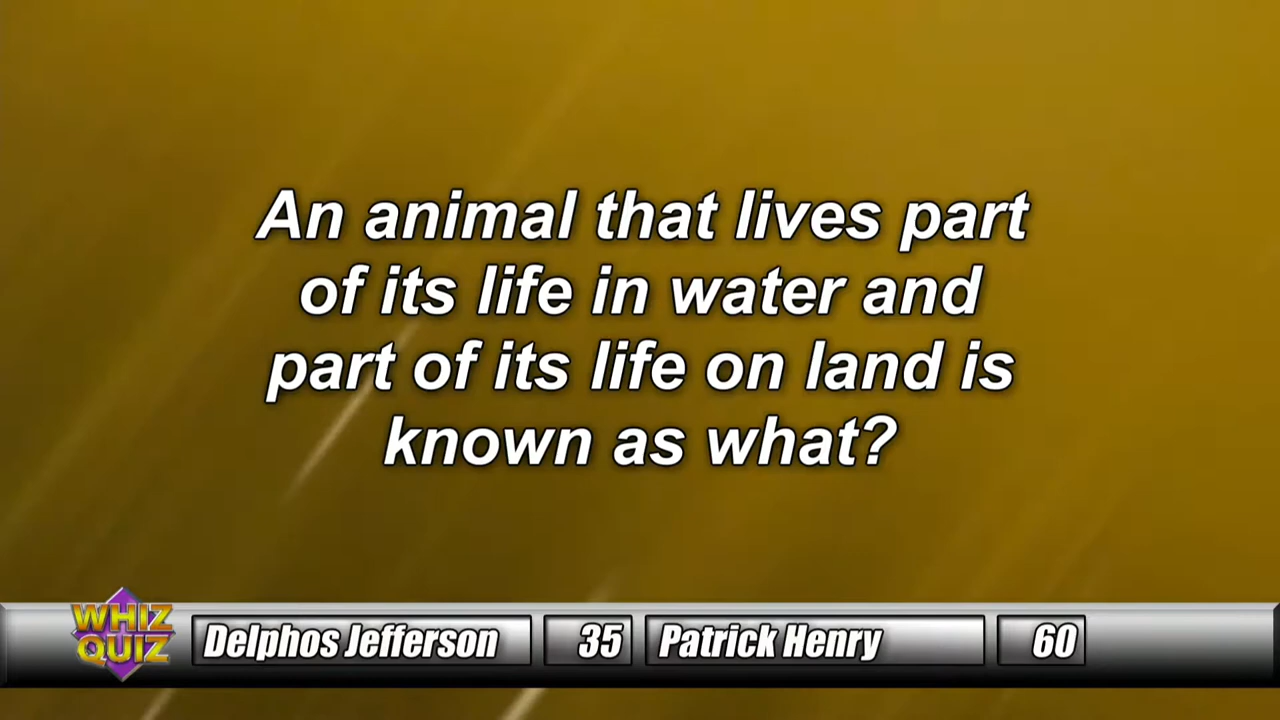 An animal that lives part
of its life in water and
part of its life on land is
known as what?
WHIZ
QUIZ
Delphos Jefferson 35 Patrick Henry 60